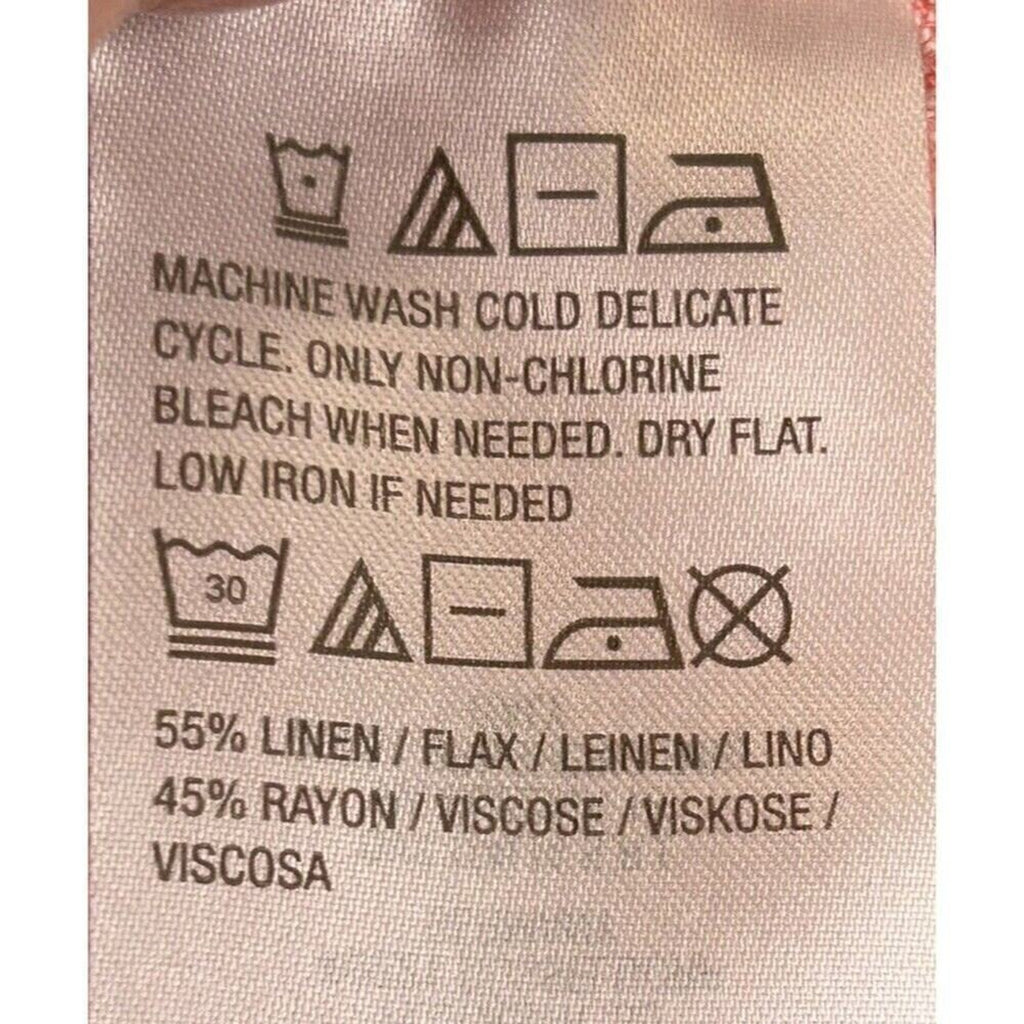 MACHINE WASH COLD DELICATE
CYCLE. ONLY NON-CHLORINE
BLEACH WHEN NEEDED. DRY FLAT.
LOW IRON IF NEEDED
30
55% LINEN / FLAX / LEINEN / LINO
45% RAYON / VISCOSE / VISKOSE /
VISCOSA